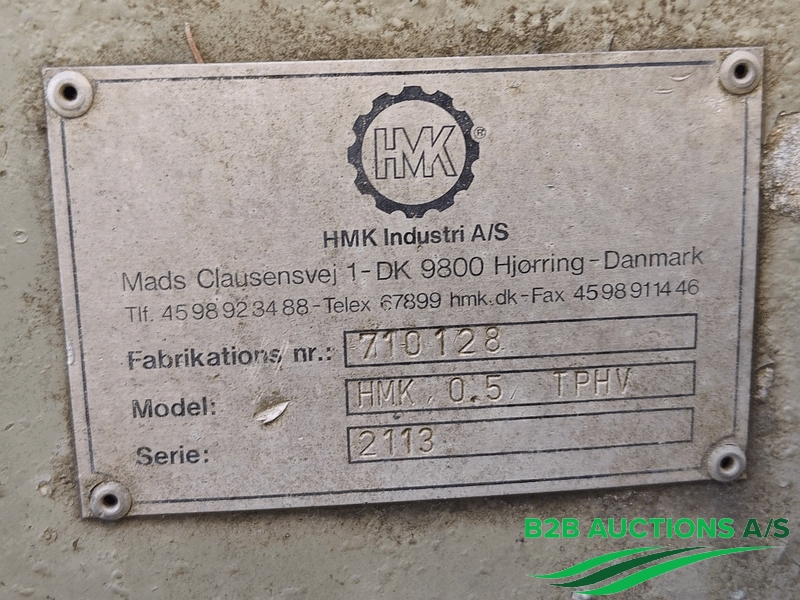 HMK ®
HMK Industri A/S
Mads Clausensvej 1-DK 9800 Hjørring-Danmark
Tlf. 45 98 92 34 88-Telex 67899 hmk.dk-Fax 45 98 91 14 46
Fabrikations nr.: 710128
Model: HMK 0.5 TPHV
Serie: 2113
B2B AUCTIONS A/S